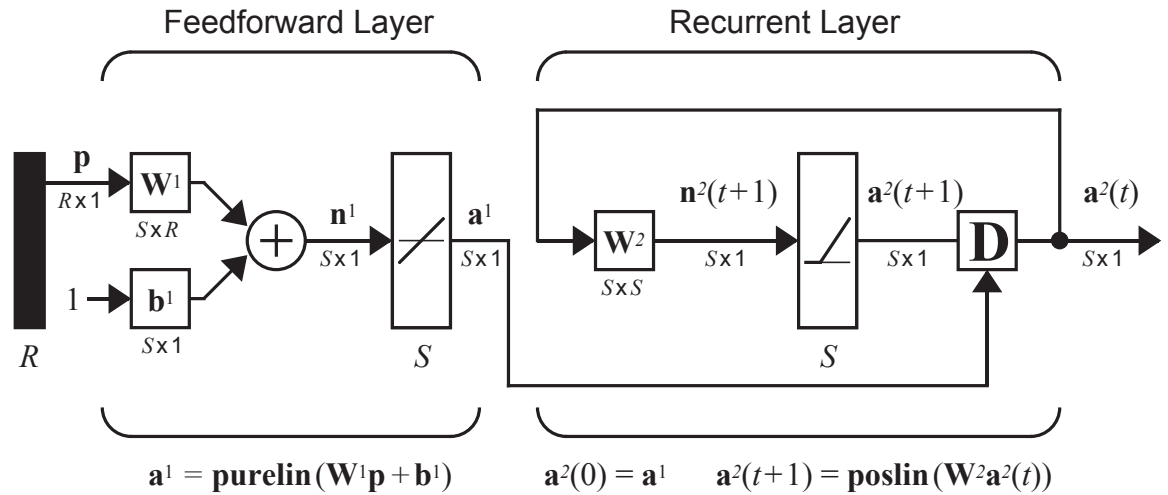 Feedforward Layer
Recurrent Layer
p
R x 1
W¹
S x R
1
b¹
S x 1
R
n¹
S x 1
a¹
S x 1
S
W²
S x S
n²(t+1)
S x 1
a²(t+1)
S x 1
S
D
a²(t)
S x 1
a¹ = purelin(W¹p + b¹)
a²(0) = a¹
a²(t+1) = poslin(W²a²(t))